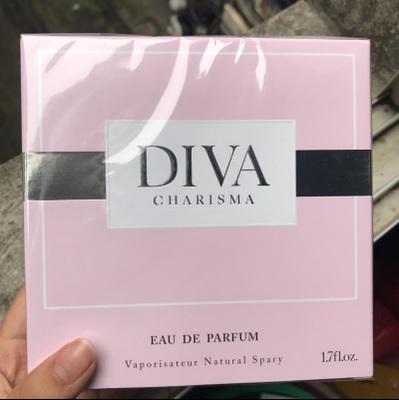 DIVA
CHARISMA
EAU DE PARFUM
Vaporisateur Natural Spary
1.7fl.oz.